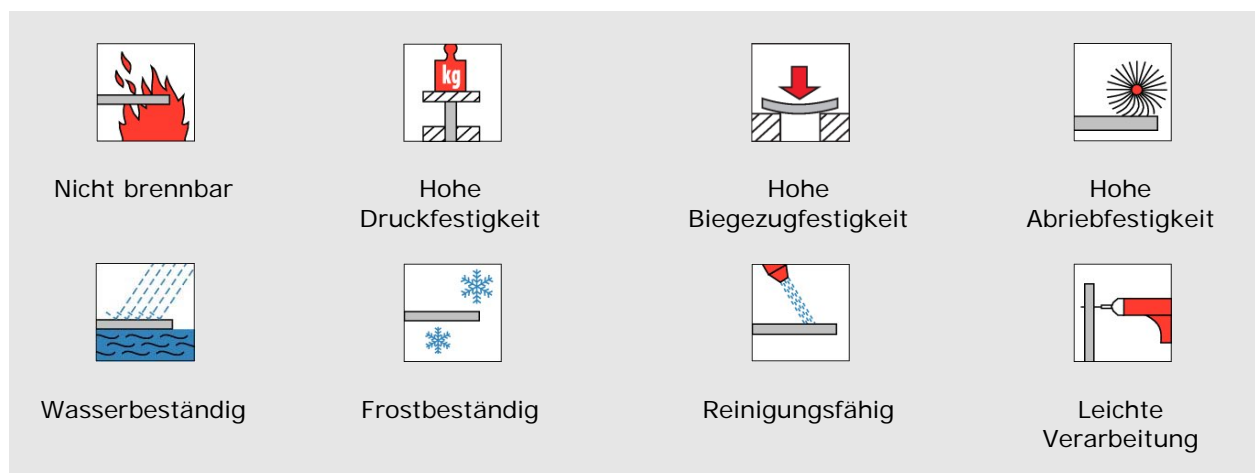 kg
Nicht brennbar
Hohe
Druckfestigkeit
Hohe
Biegezugfestigkeit
Hohe
Abriebfestigkeit
Wasserbeständig
Frostbeständig
Reinigungsfähig
Leichte
Verarbeitung